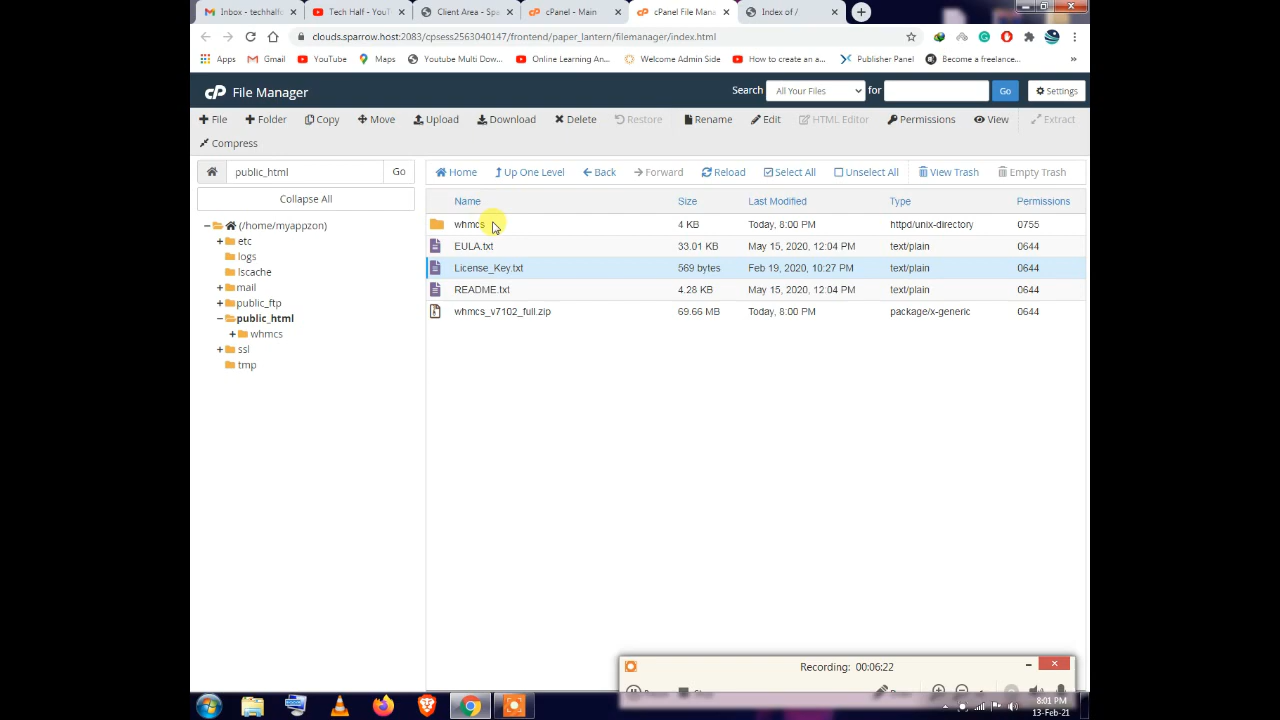 Inbox - techhalf
Tech Half - YouT
Client Area - Spa
cPanel - Main
cPanel File Mana
Index of /
clouds.sparrow.host:2083/cpsess2563040147/frontend/paper_lantern/filemanager/index.html
Apps
Gmail
YouTube
Maps
Youtube Multi Dow...
Online Learning An...
Welcome Admin Side
How to create an a...
Publisher Panel
Become a freelance...
»
cP File Manager
Search
All Your Files
for
Go
Settings
File
Folder
Copy
Move
Upload
Download
Delete
Restore
Rename
Edit
HTML Editor
Permissions
View
Extract
Compress
public_html
Go
Home
Up One Level
Back
Forward
Reload
Select All
Unselect All
View Trash
Empty Trash
Collapse All
(/home/myappzon)
etc
logs
lscache
mail
public_ftp
public_html
whmcs
ssl
tmp
Name Size Last Modified Type Permissions
whmcs 4 KB Today, 8:00 PM httpd/unix-directory 0755
EULA.txt 33.01 KB May 15, 2020, 12:04 PM text/plain 0644
License_Key.txt 569 bytes Feb 19, 2020, 10:27 PM text/plain 0644
README.txt 4.28 KB May 15, 2020, 12:04 PM text/plain 0644
whmcs_v7102_full.zip 69.66 MB Today, 8:00 PM package/x-generic 0644
Recording: 00:06:22
8:01 PM
13-Feb-21